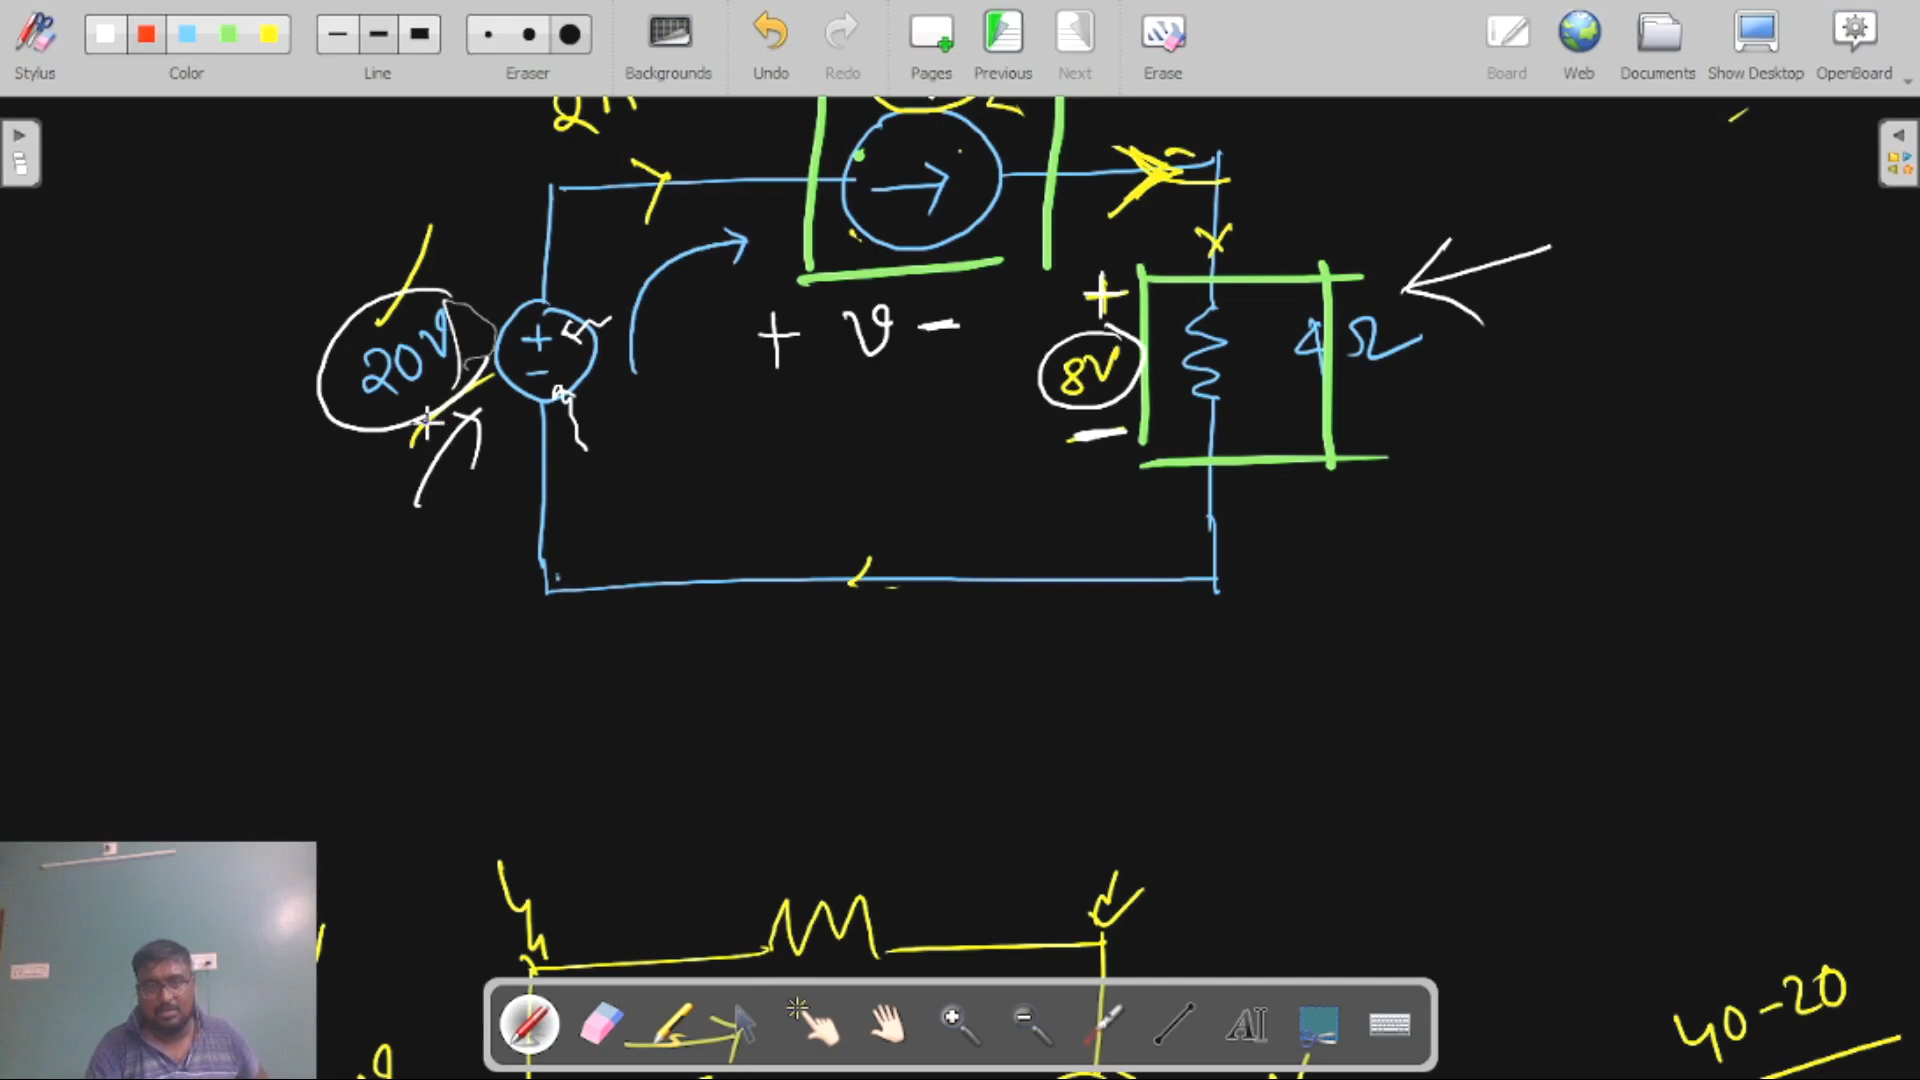 Stylus
Color
Line
Eraser
Backgrounds
Undo
Redo
Pages
Previous
Next
Erase
Board
Web
Documents
Show Desktop
OpenBoard
20V
+
-
+ v -
+
8V
-
4 Ω
40-20